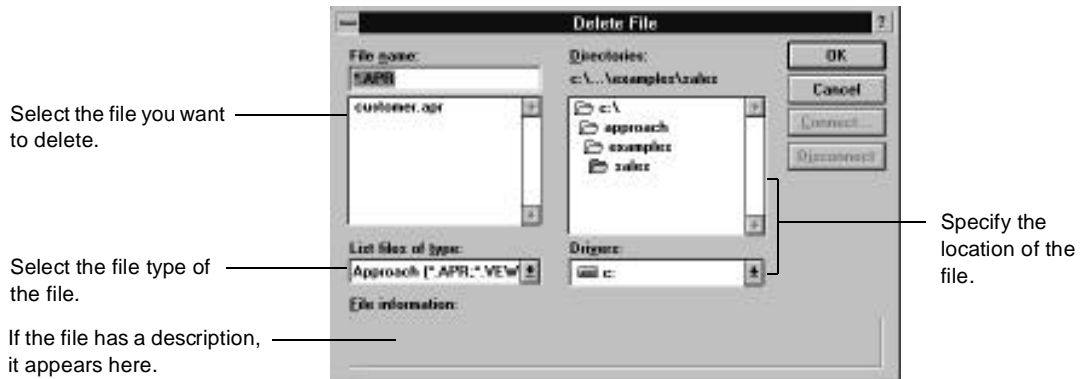 Delete File
?
File name:
*.APR
customer.apr
Directories:
c:\...\examples\sales
c:\
approach
examples
sales
OK
Cancel
Connect...
Disconnect
List files of type:
Approach (*.APR;*.VEW
Drives:
c:
File information:
Select the file you want
to delete.
Select the file type of
the file.
If the file has a description,
it appears here.
Specify the
location of the
file.